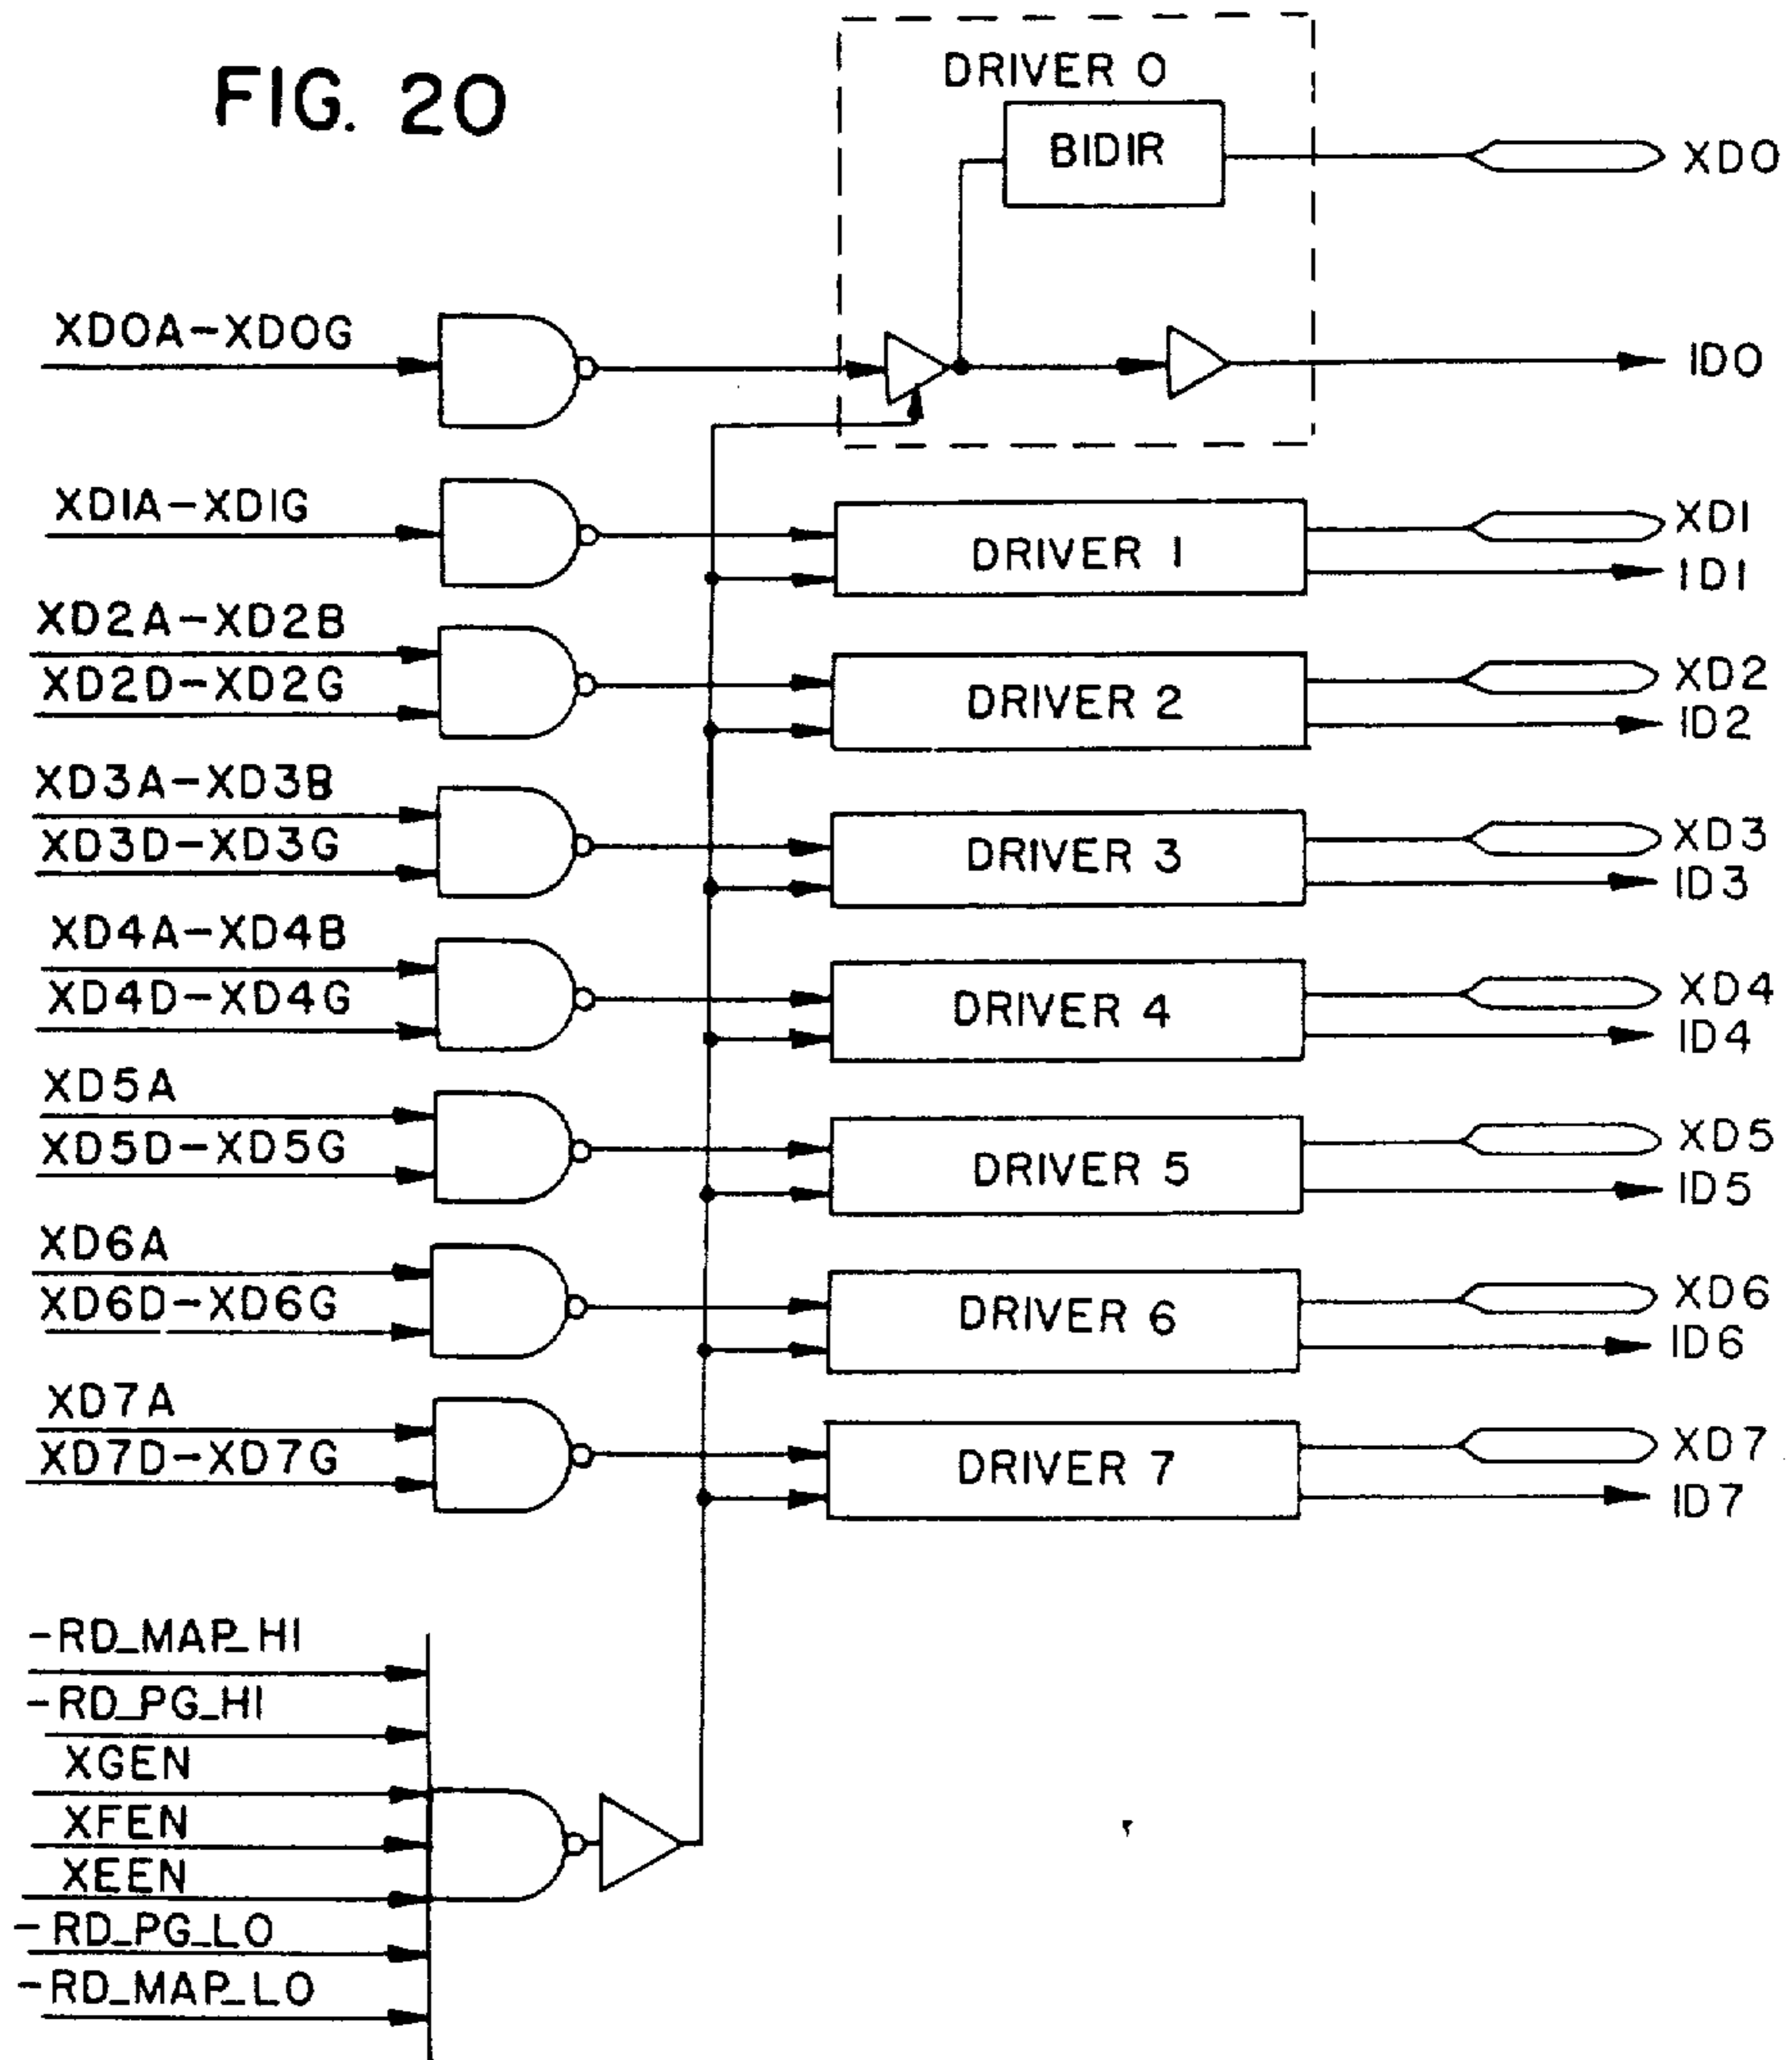 FIG. 20
DRIVER 0
BIDIR
XD0
XD0A-XD0G
ID0
XD1A-XD1G
DRIVER 1
XD1
ID1
XD2A-XD2B
XD2D-XD2G
DRIVER 2
XD2
ID2
XD3A-XD3B
XD3D-XD3G
DRIVER 3
XD3
ID3
XD4A-XD4B
XD4D-XD4G
DRIVER 4
XD4
ID4
XD5A
XD5D-XD5G
DRIVER 5
XD5
ID5
XD6A
XD6D-XD6G
DRIVER 6
XD6
ID6
XD7A
XD7D-XD7G
DRIVER 7
XD7
ID7
-RD_MAP_HI
-RD_PG_HI
XGEN
XFEN
XEEN
-RD_PG_LO
-RD_MAP_LO